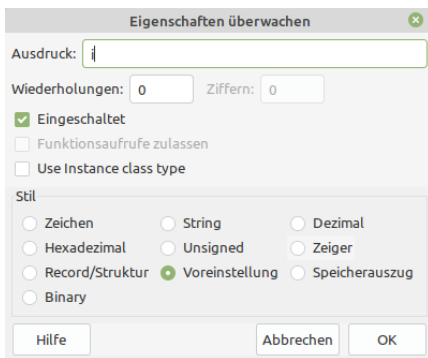 Eigenschaften überwachen
Ausdruck: i
Wiederholungen: 0 Ziffern: 0
Eingeschaltet
Funktionsaufrufe zulassen
Use Instance class type
Stil
Zeichen String Dezimal
Hexadezimal Unsigned Zeiger
Record/Struktur Voreinstellung Speicherauszug
Binary
Hilfe Abbrechen OK